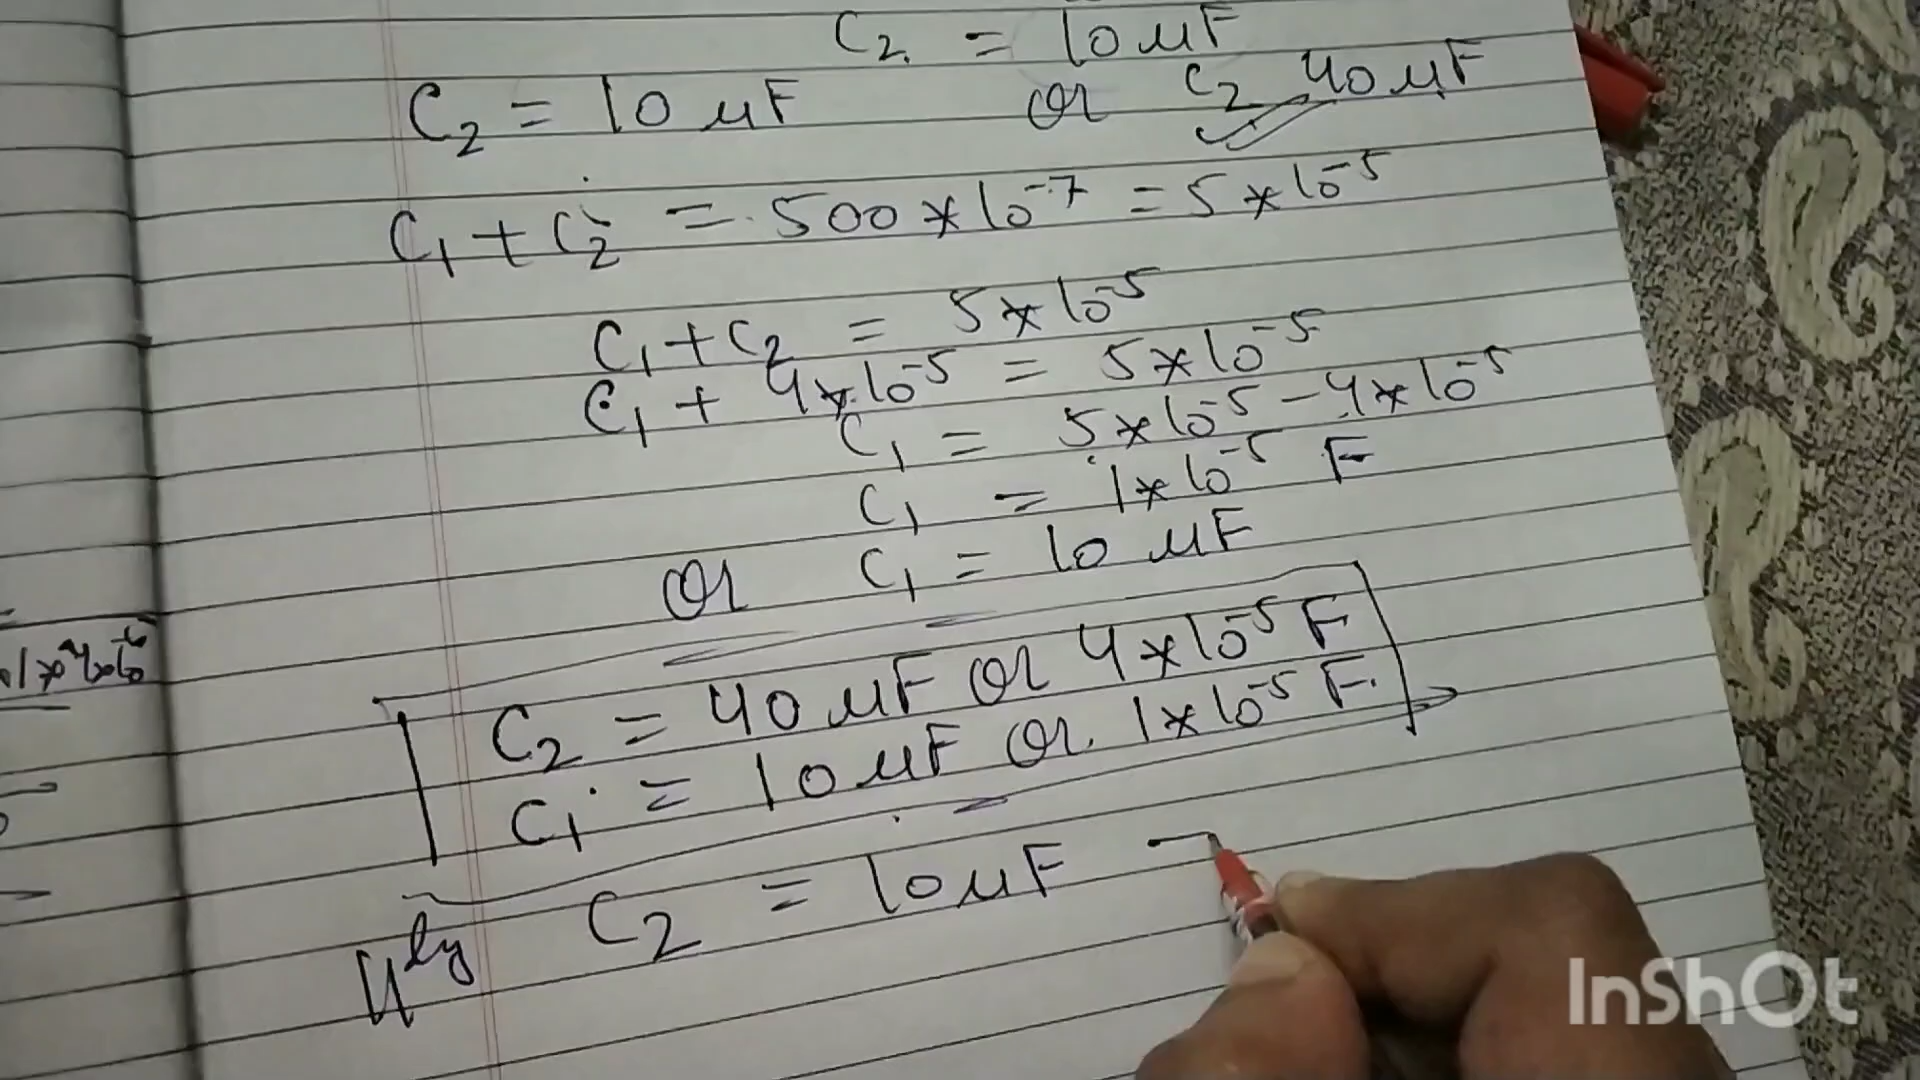 C₂ = 10 μF
C₂ = 10 μF or C₂ 40 μF
C₁ + C₂ = 500 × 10⁻⁷ = 5 × 10⁻⁵
C₁ + C₂ = 5 × 10⁻⁵
C₁ + 4 × 10⁻⁵ = 5 × 10⁻⁵
C₁ = 5 × 10⁻⁵ - 4 × 10⁻⁵
C₁ = 1 × 10⁻⁵ F
or C₁ = 10 μF
C₂ = 40 μF or 4 × 10⁻⁵ F
C₁ = 10 μF or 1 × 10⁻⁵ F
lly C₂ = 10 μF
InShOt